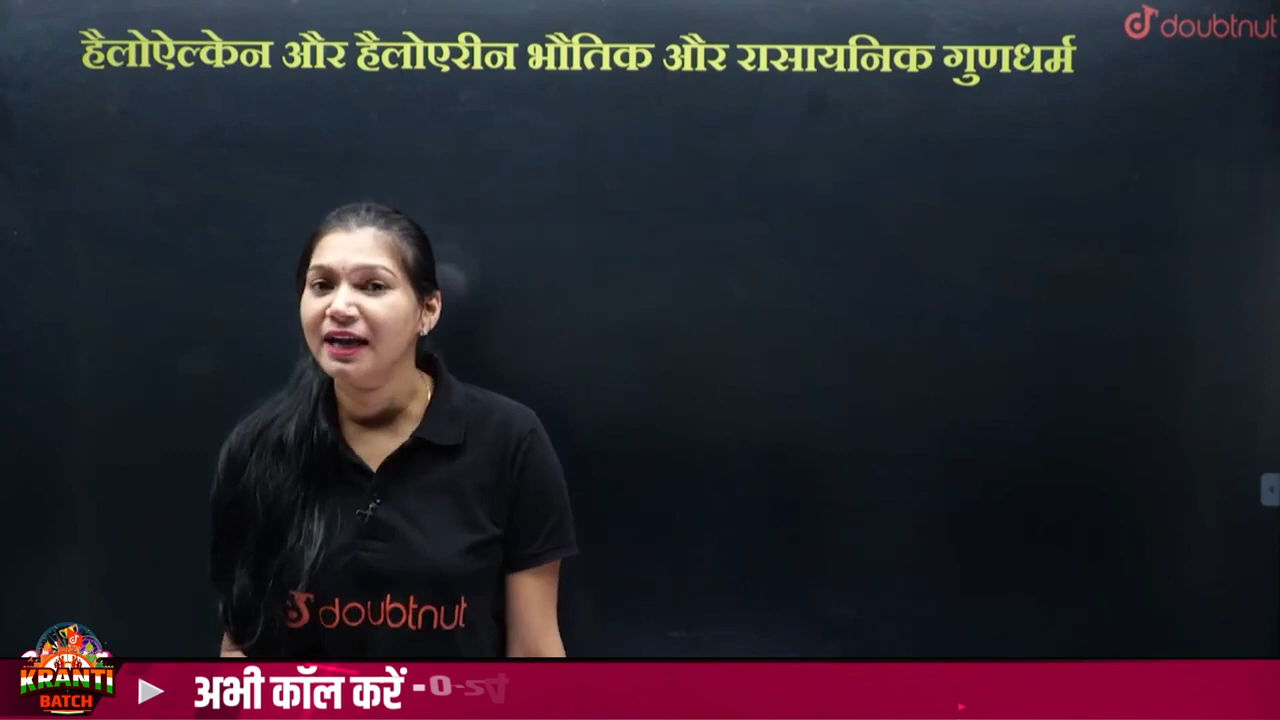 हैलोऐल्केन और हैलोएरीन भौतिक और रासायनिक गुणधर्म
doubtnut
doubtnut
KRANTI
BATCH
अभी कॉल करें -